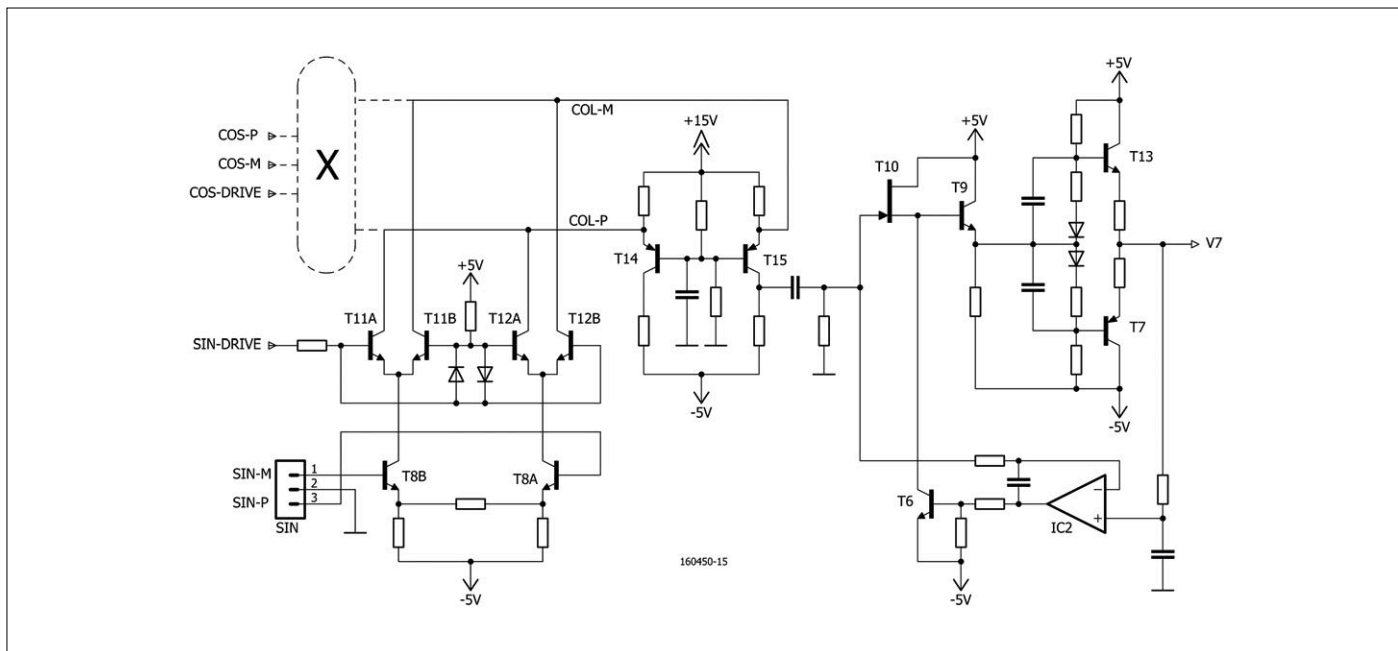 COS-P
COS-M
COS-DRIVE
X
COL-M
COL-P
+15V
+5V
+5V
+5V
T10
T9
T13
T14
T15
V7
T7
T11A
T11B
T12A
T12B
SIN-DRIVE
-5V
-5V
SIN-M
SIN-P
1
2
3
SIN
T8B
T8A
T6
-
+
IC2
160450-15
-5V
-5V